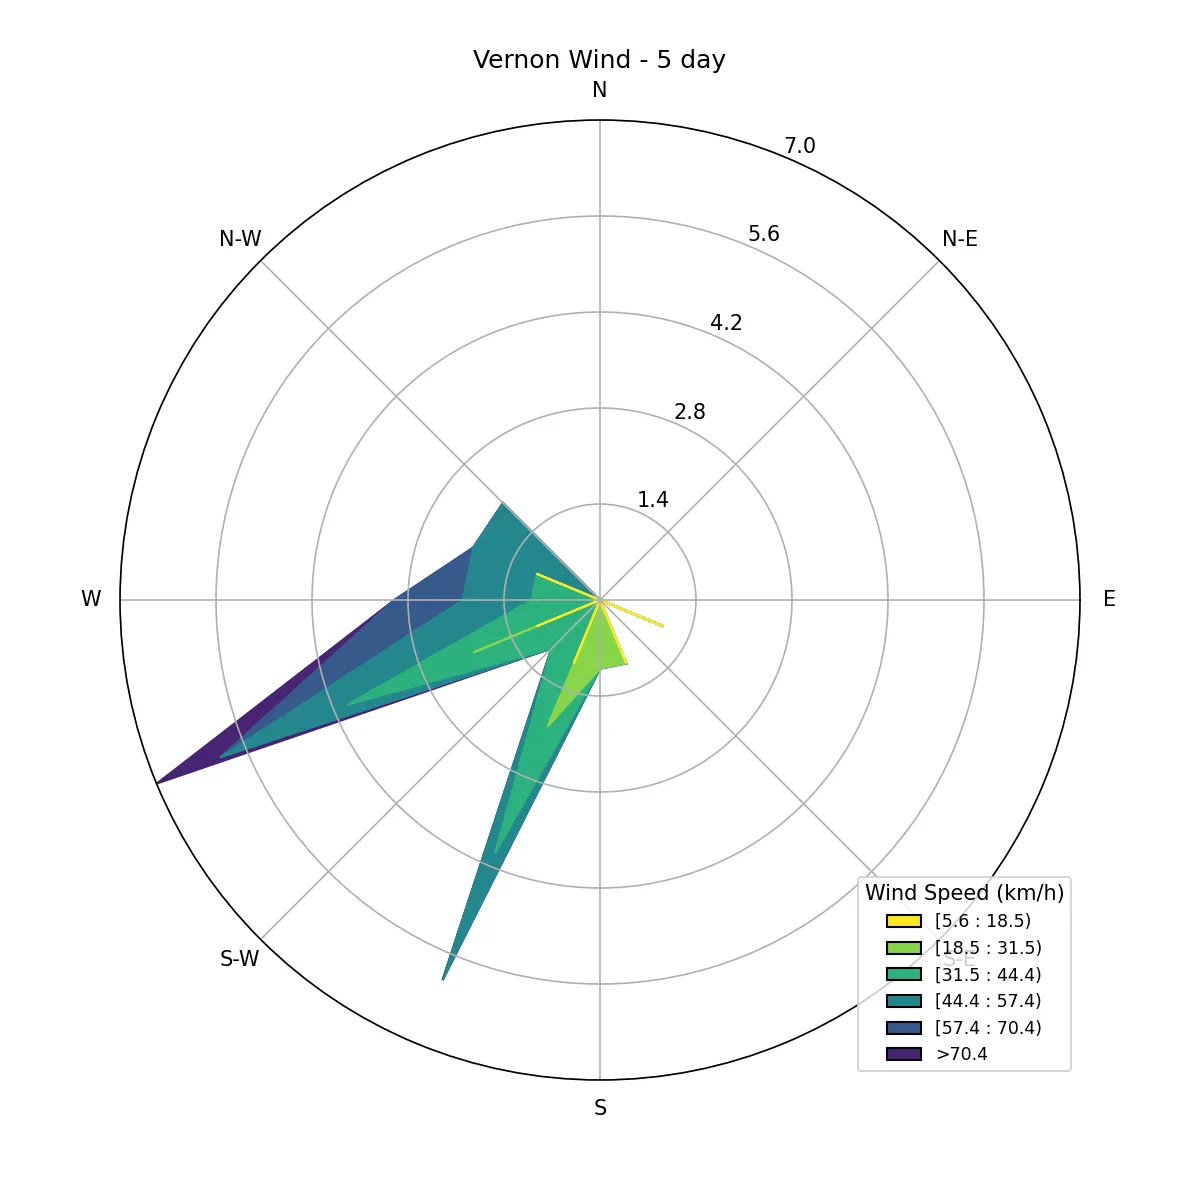 Vernon Wind - 5 day
N
7.0
N-W
5.6
N-E
4.2
2.8
1.4
W
E
Wind Speed (km/h)
[5.6 : 18.5)
[18.5 : 31.5)
S-W
S-E
[31.5 : 44.4)
[44.4 : 57.4)
[57.4 : 70.4)
>70.4
S